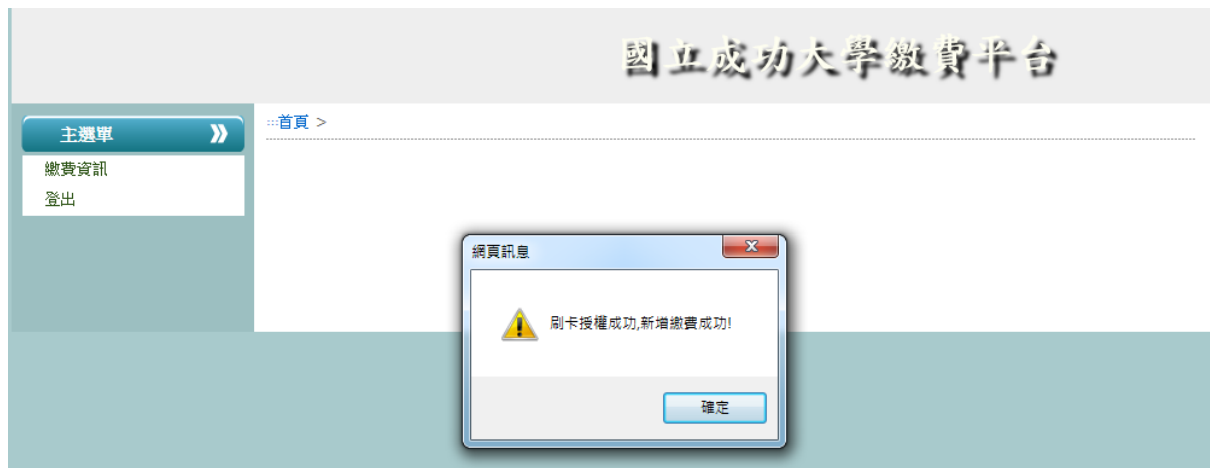 國立成功大學繳費平台
主選單
:::首頁 >
繳費資訊
登出
網頁訊息
刷卡授權成功,新增繳費成功!
確定